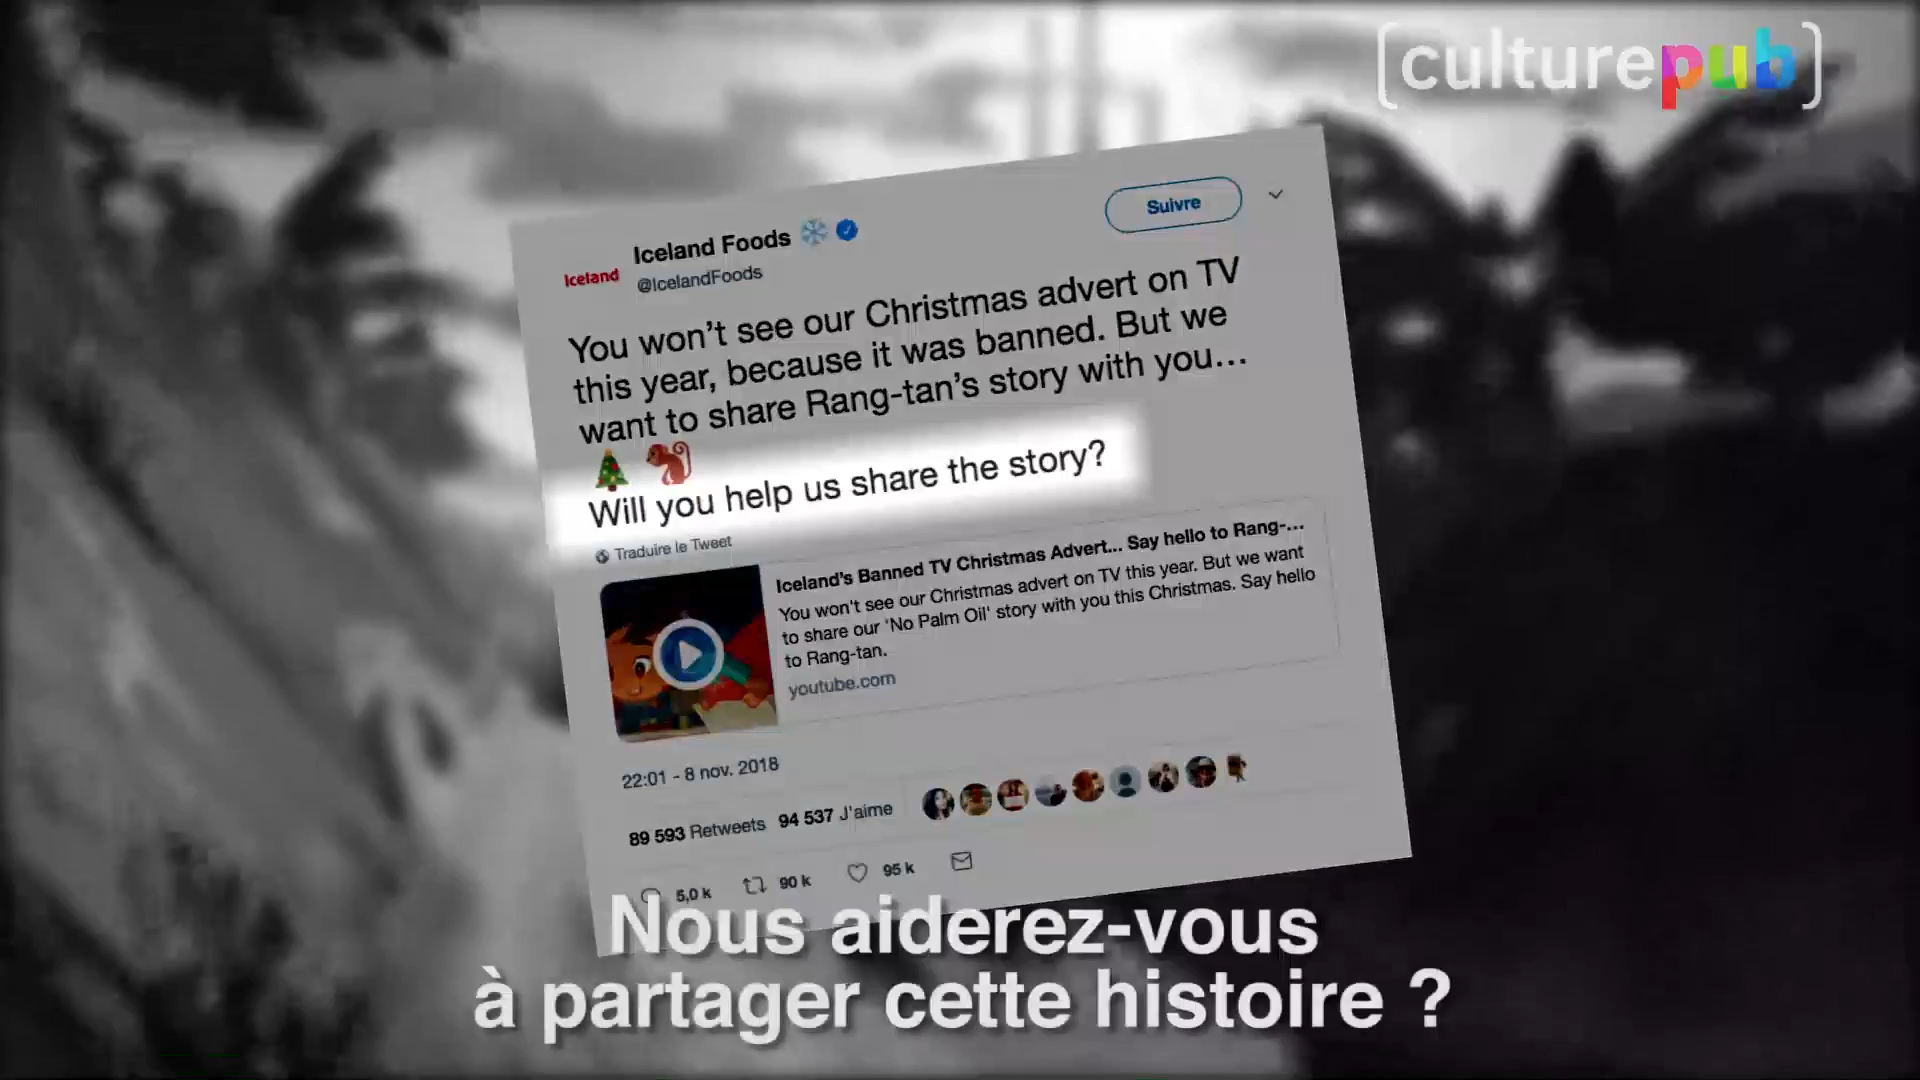 [culturepub]
Iceland Foods
Iceland
@IcelandFoods
Suivre
You won't see our Christmas advert on TV
this year, because it was banned. But we
want to share Rang-tan's story with you...
Will you help us share the story?
Traduire le Tweet
Iceland's Banned TV Christmas Advert... Say hello to Rang-...
You won't see our Christmas advert on TV this year. But we want
to share our 'No Palm Oil' story with you this Christmas. Say hello
to Rang-tan.
youtube.com
22:01 - 8 nov. 2018
89 593 Retweets 94 537 J'aime
5,0 k 90 k 95 k
Nous aiderez-vous
à partager cette histoire ?